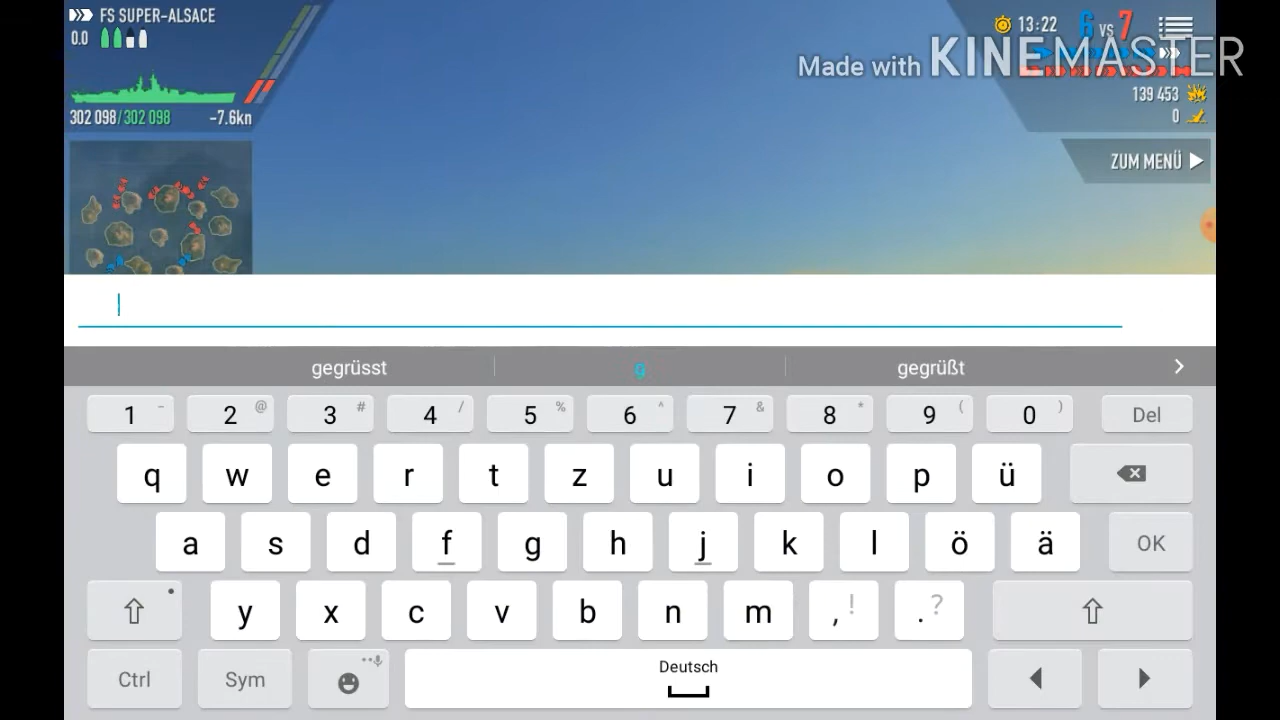 FS SUPER-ALSACE
0.0
302 098/302 098 -7.6kn
13:22 6 vs 7
Made with KINEMASTER
139 453
0
ZUM MENÜ
gegrüsst g gegrüßt
1 - 2 @ 3 # 4 / 5 % 6 ^ 7 & 8 * 9 ( 0 ) Del
q w e r t z u i o p ü
a s d f g h j k l ö ä OK
y x c v b n m , ! . ?
Ctrl Sym Deutsch